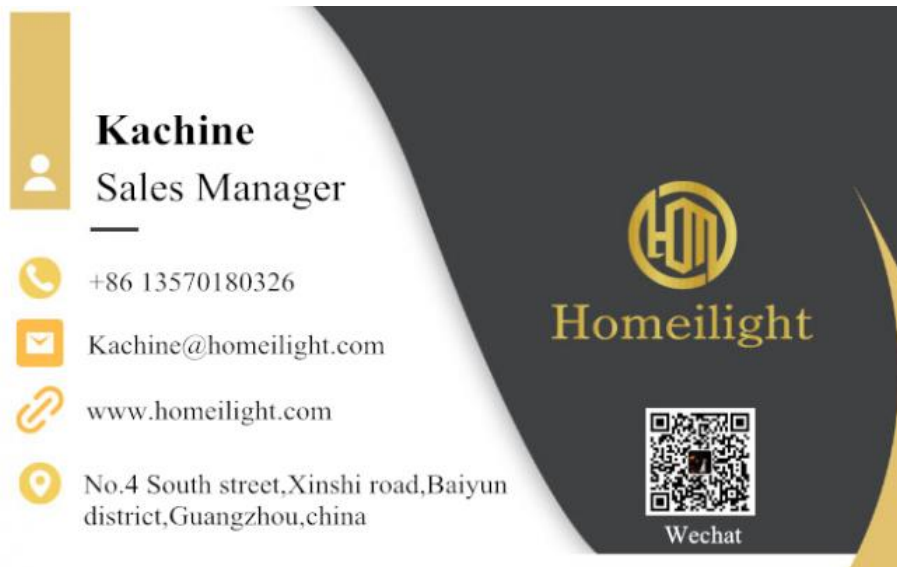 Kachine
Sales Manager
+86 13570180326
Kachine@homeilight.com
www.homeilight.com
No.4 South street,Xinshi road,Baiyun
district,Guangzhou,china
HM
Homeilight
Wechat